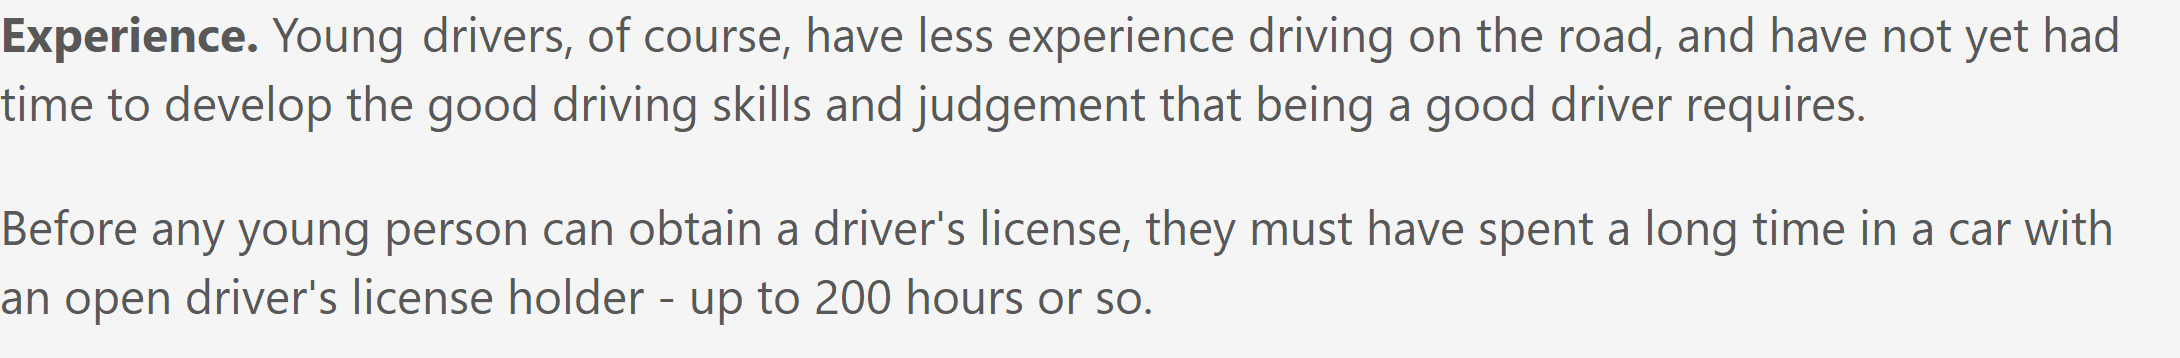 Experience. Young drivers, of course, have less experience driving on the road, and have not yet had
time to develop the good driving skills and judgement that being a good driver requires.
Before any young person can obtain a driver's license, they must have spent a long time in a car with
an open driver's license holder - up to 200 hours or so.